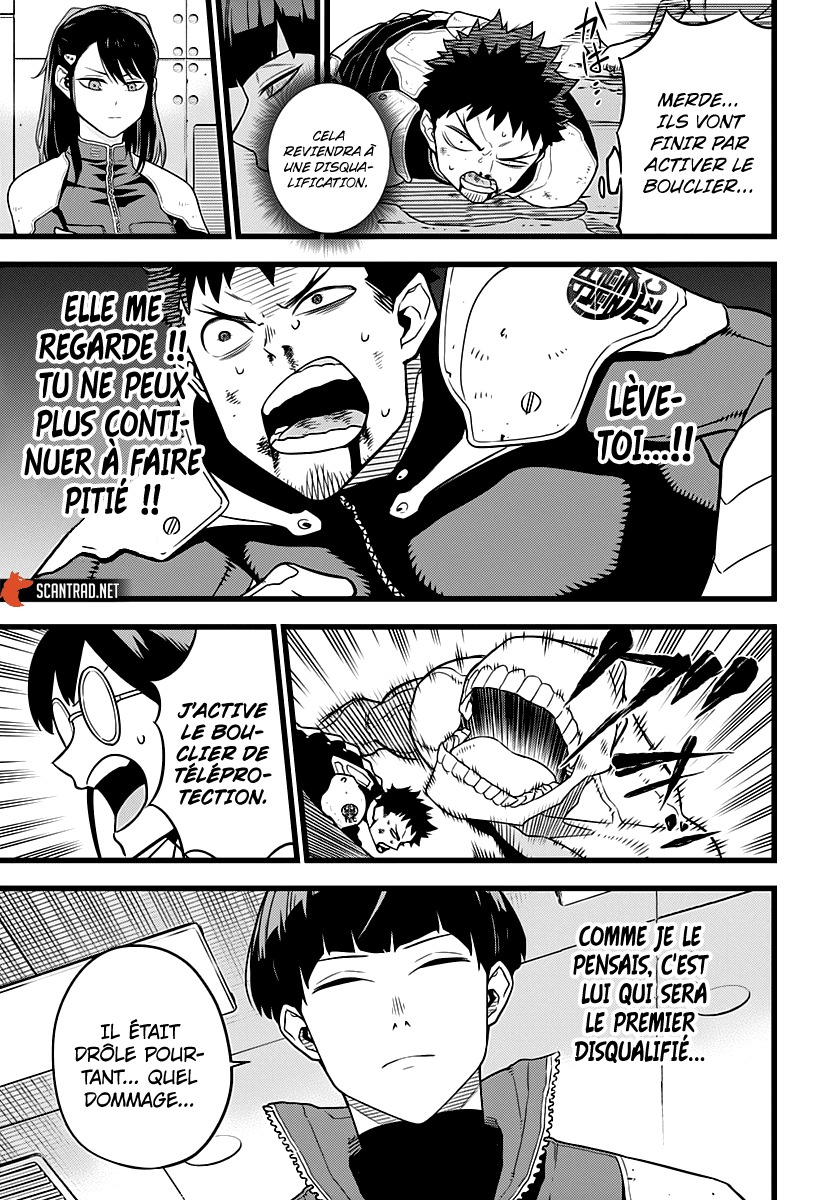 MERDE...
ILS VONT
FINIR PAR
ACTIVER LE
BOUCLIER...
カハ…
CELA
REVIENDRA À
UNE DISQUA-
LIFICATION.
LÈVE-
TOI...!!
ELLE ME
REGARDE !!
TU NE PEUX
PLUS CONTI-
NUER À FAIRE
PITIÉ !!
SCANTRAD.NET
J'ACTIVE
LE BOU-
CLIER DE
TÉLÉPRO-
TECTION.
COMME JE LE
PENSAIS, C'EST
LUI QUI SERA
LE PREMIER
DISQUALIFIÉ...
IL ÉTAIT
DRÔLE POUR-
TANT... QUEL
DOMMAGE...